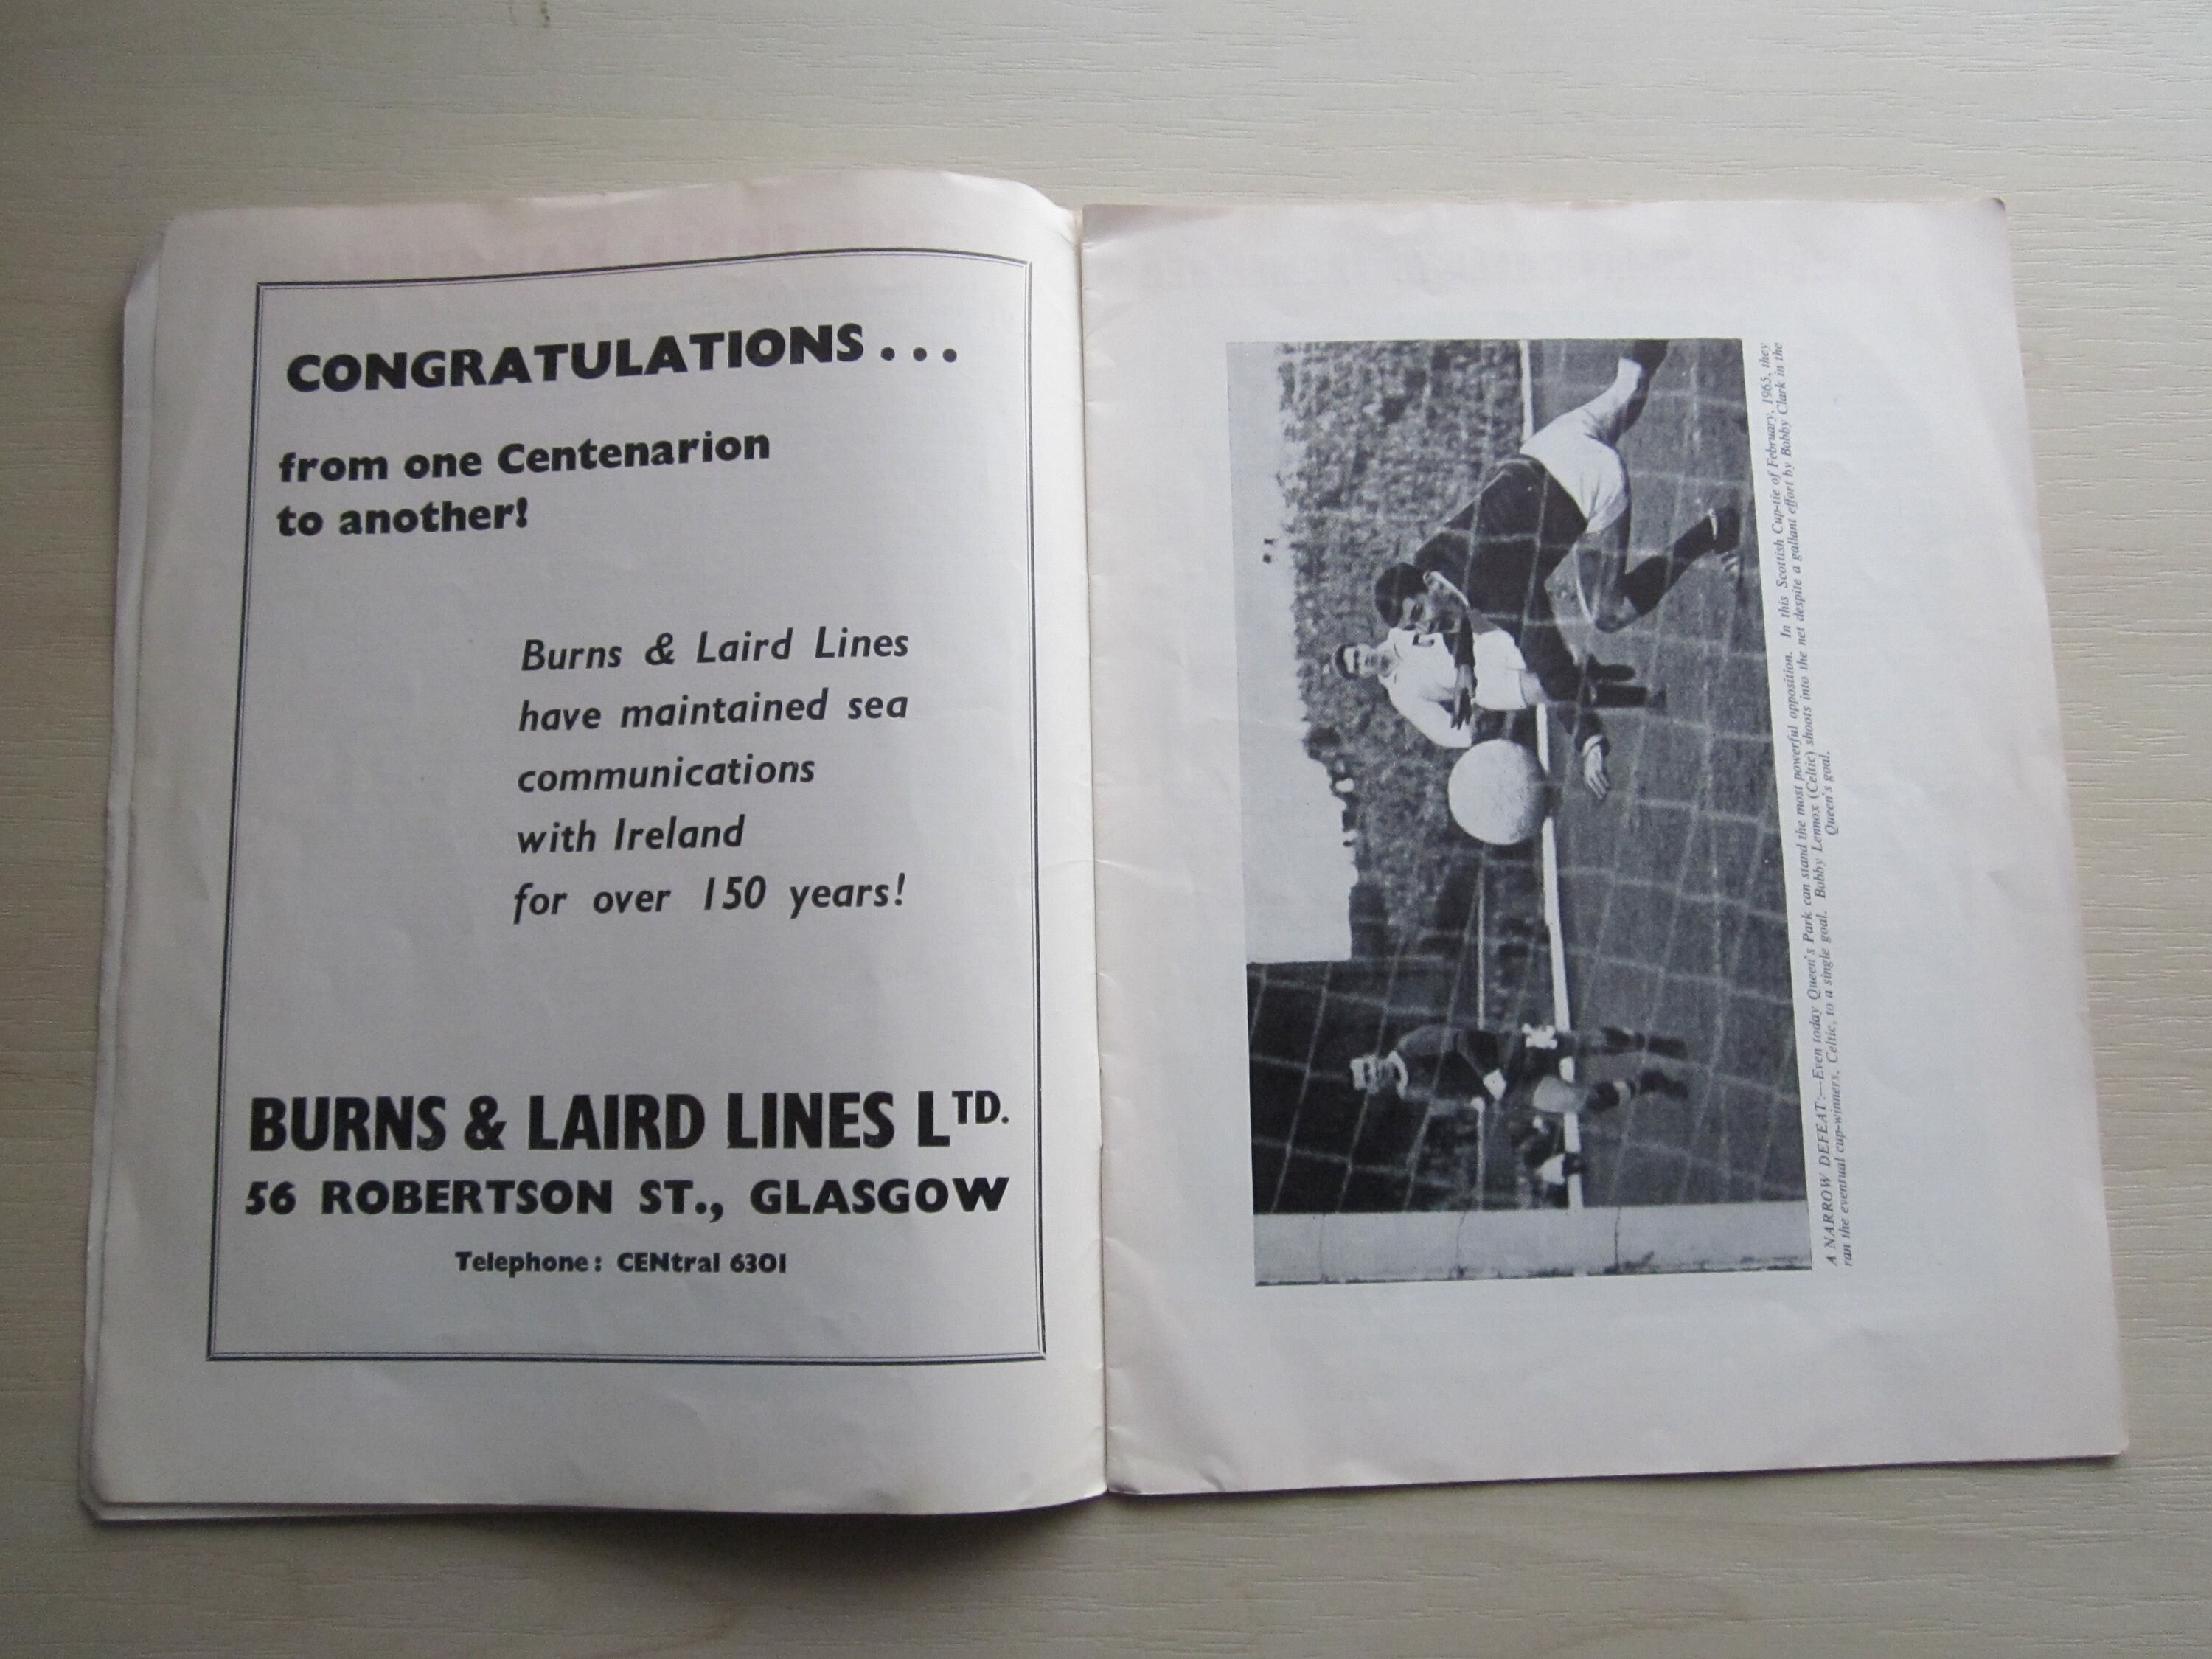 CONGRATULATIONS...
from one Centenarion
to another!
Burns & Laird Lines
have maintained sea
communications
with Ireland
for over 150 years!
BURNS & LAIRD LINES LTD.
56 ROBERTSON ST., GLASGOW
Telephone: CENtral 6301
A NARROW DEFEAT:—Even today Queen's Park can stand the most powerful opposition. In this Scottish Cup-tie of February, 1965, they
ran the eventual cup-winners, Celtic, to a single goal. Bobby Lennox (Celtic) shoots into the net despite a gallant effort by Bobby Clark in the
Queen's goal.